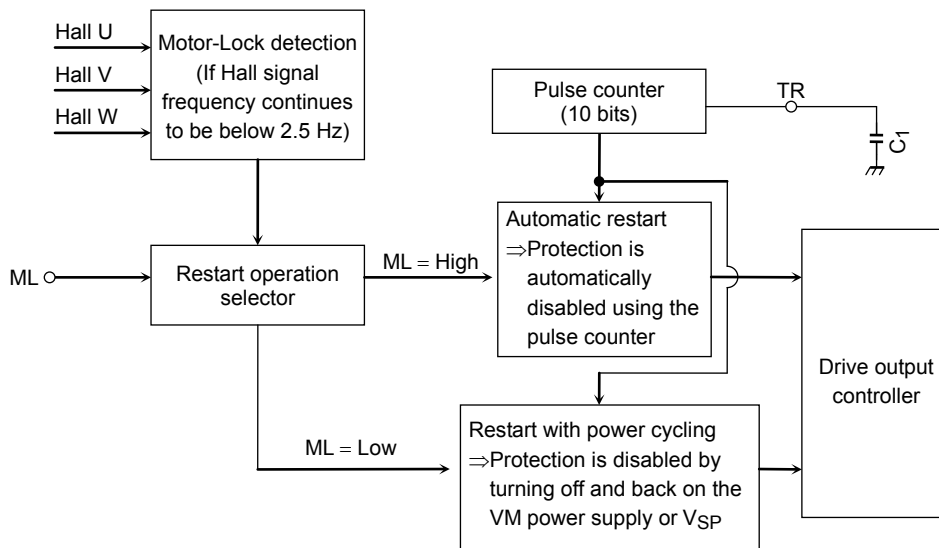 Hall U
Hall V
Hall W
Motor-Lock detection
(If Hall signal
frequency continues
to be below 2.5 Hz)
Pulse counter
(10 bits)
TR
C1
ML
Restart operation
selector
ML = High
Automatic restart
⇒Protection is
automatically
disabled using the
pulse counter
Drive output
controller
ML = Low
Restart with power cycling
⇒Protection is disabled by
turning off and back on the
VM power supply or VSP